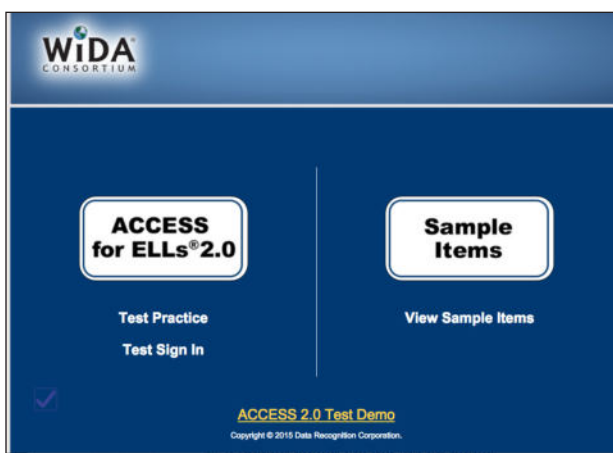 WiDA
CONSORTIUM
ACCESS
for ELLs®2.0
Test Practice
Test Sign In
Sample
Items
View Sample Items
ACCESS 2.0 Test Demo
Copyright © 2015 Data Recognition Corporation.